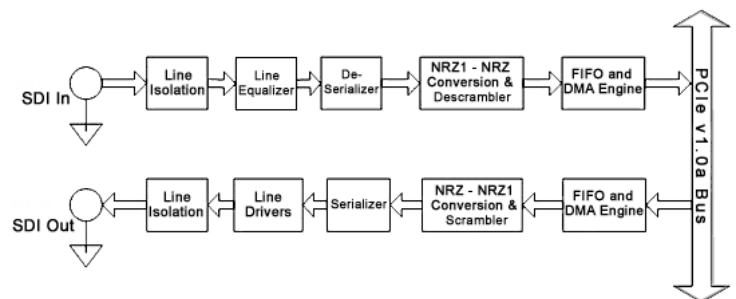 SDI In
Line
Isolation
Line
Equalizer
De-
Serializer
NRZ1 - NRZ
Conversion &
Descrambler
FIFO and
DMA Engine
PCIe v1.0a Bus
SDI Out
Line
Isolation
Line
Drivers
Serializer
NRZ - NRZ1
Conversion &
Scrambler
FIFO and
DMA Engine